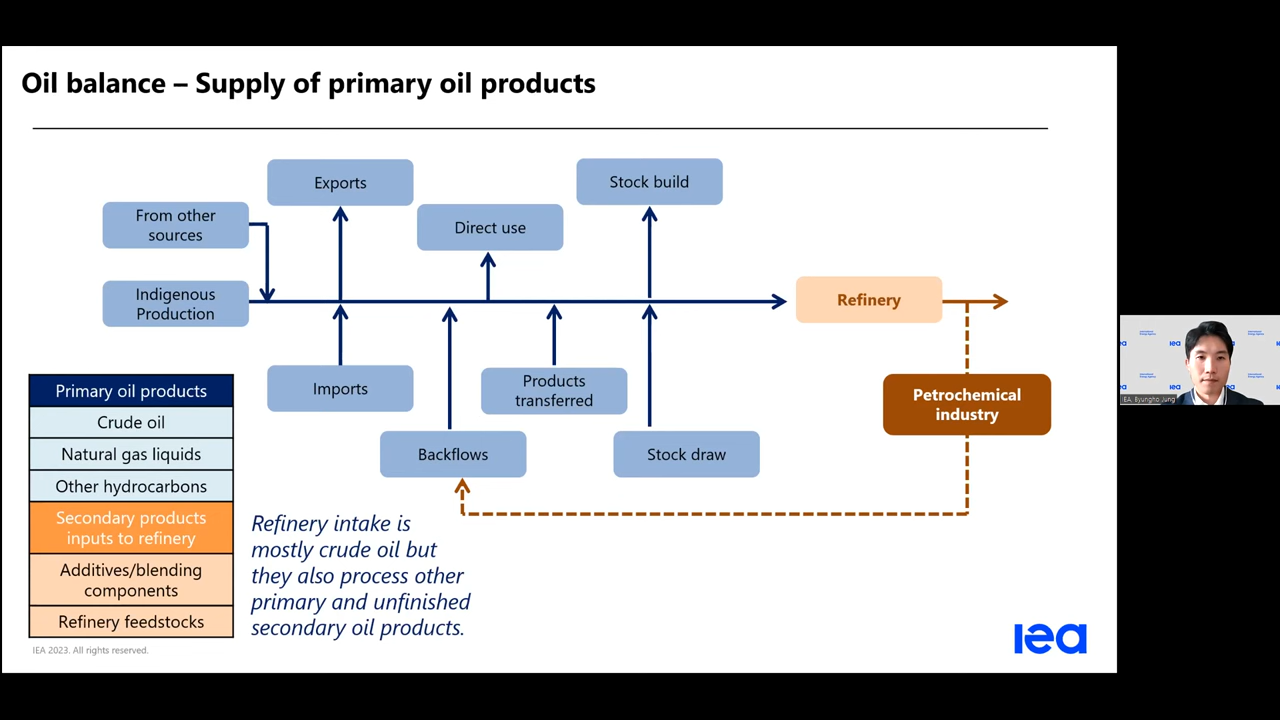 Oil balance – Supply of primary oil products
Exports
Stock build
From other
sources
Direct use
Indigenous
Production
Refinery
Imports
Products
transferred
Petrochemical
industry
Backflows
Stock draw
Primary oil products
Crude oil
Natural gas liquids
Other hydrocarbons
Secondary products
inputs to refinery
Additives/blending
components
Refinery feedstocks
Refinery intake is
mostly crude oil but
they also process other
primary and unfinished
secondary oil products.
IEA 2023. All rights reserved.
iea
IEA, Byungho Jung